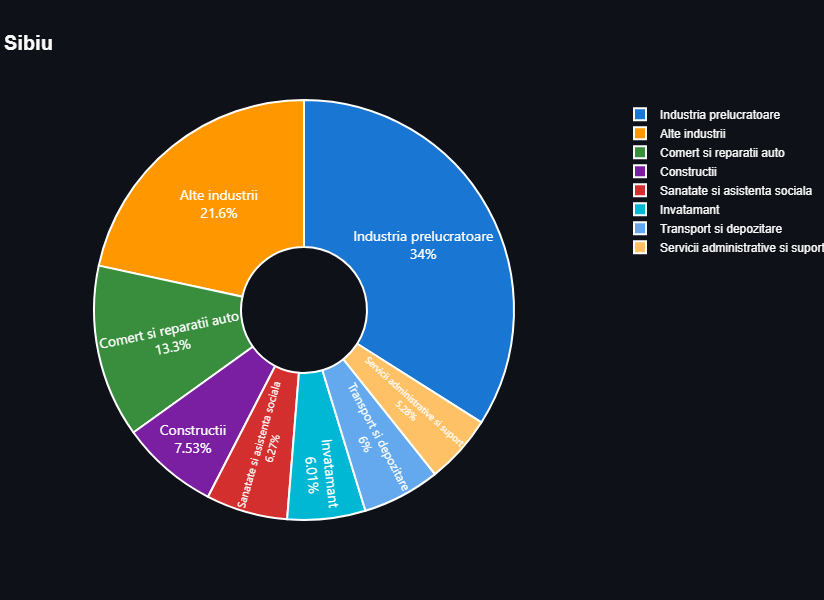 Sibiu
Industria prelucratoare
34%
Alte industrii
21.6%
Comert si reparatii auto
13.3%
Constructii
7.53%
Sanatate si asistenta sociala
6.27%
Invatamant
6.01%
Transport si depozitare
6%
Servicii administrative si suport
5.28%
Industria prelucratoare
Alte industrii
Comert si reparatii auto
Constructii
Sanatate si asistenta sociala
Invatamant
Transport si depozitare
Servicii administrative si suport